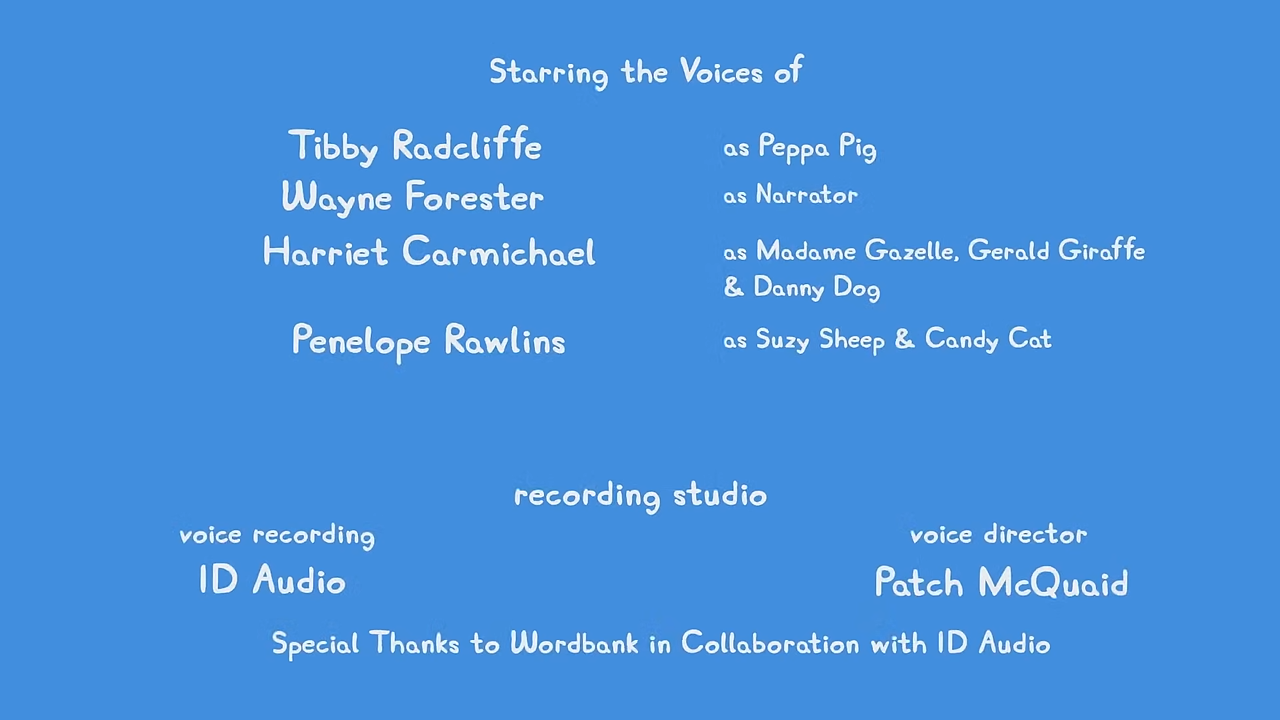 Starring the Voices of
Tibby Radcliffe as Peppa Pig
Wayne Forester as Narrator
Harriet Carmichael as Madame Gazelle, Gerald Giraffe
& Danny Dog
Penelope Rawlins as Suzy Sheep & Candy Cat
recording studio
voice recording voice director
ID Audio Patch McQuaid
Special Thanks to Wordbank in Collaboration with ID Audio